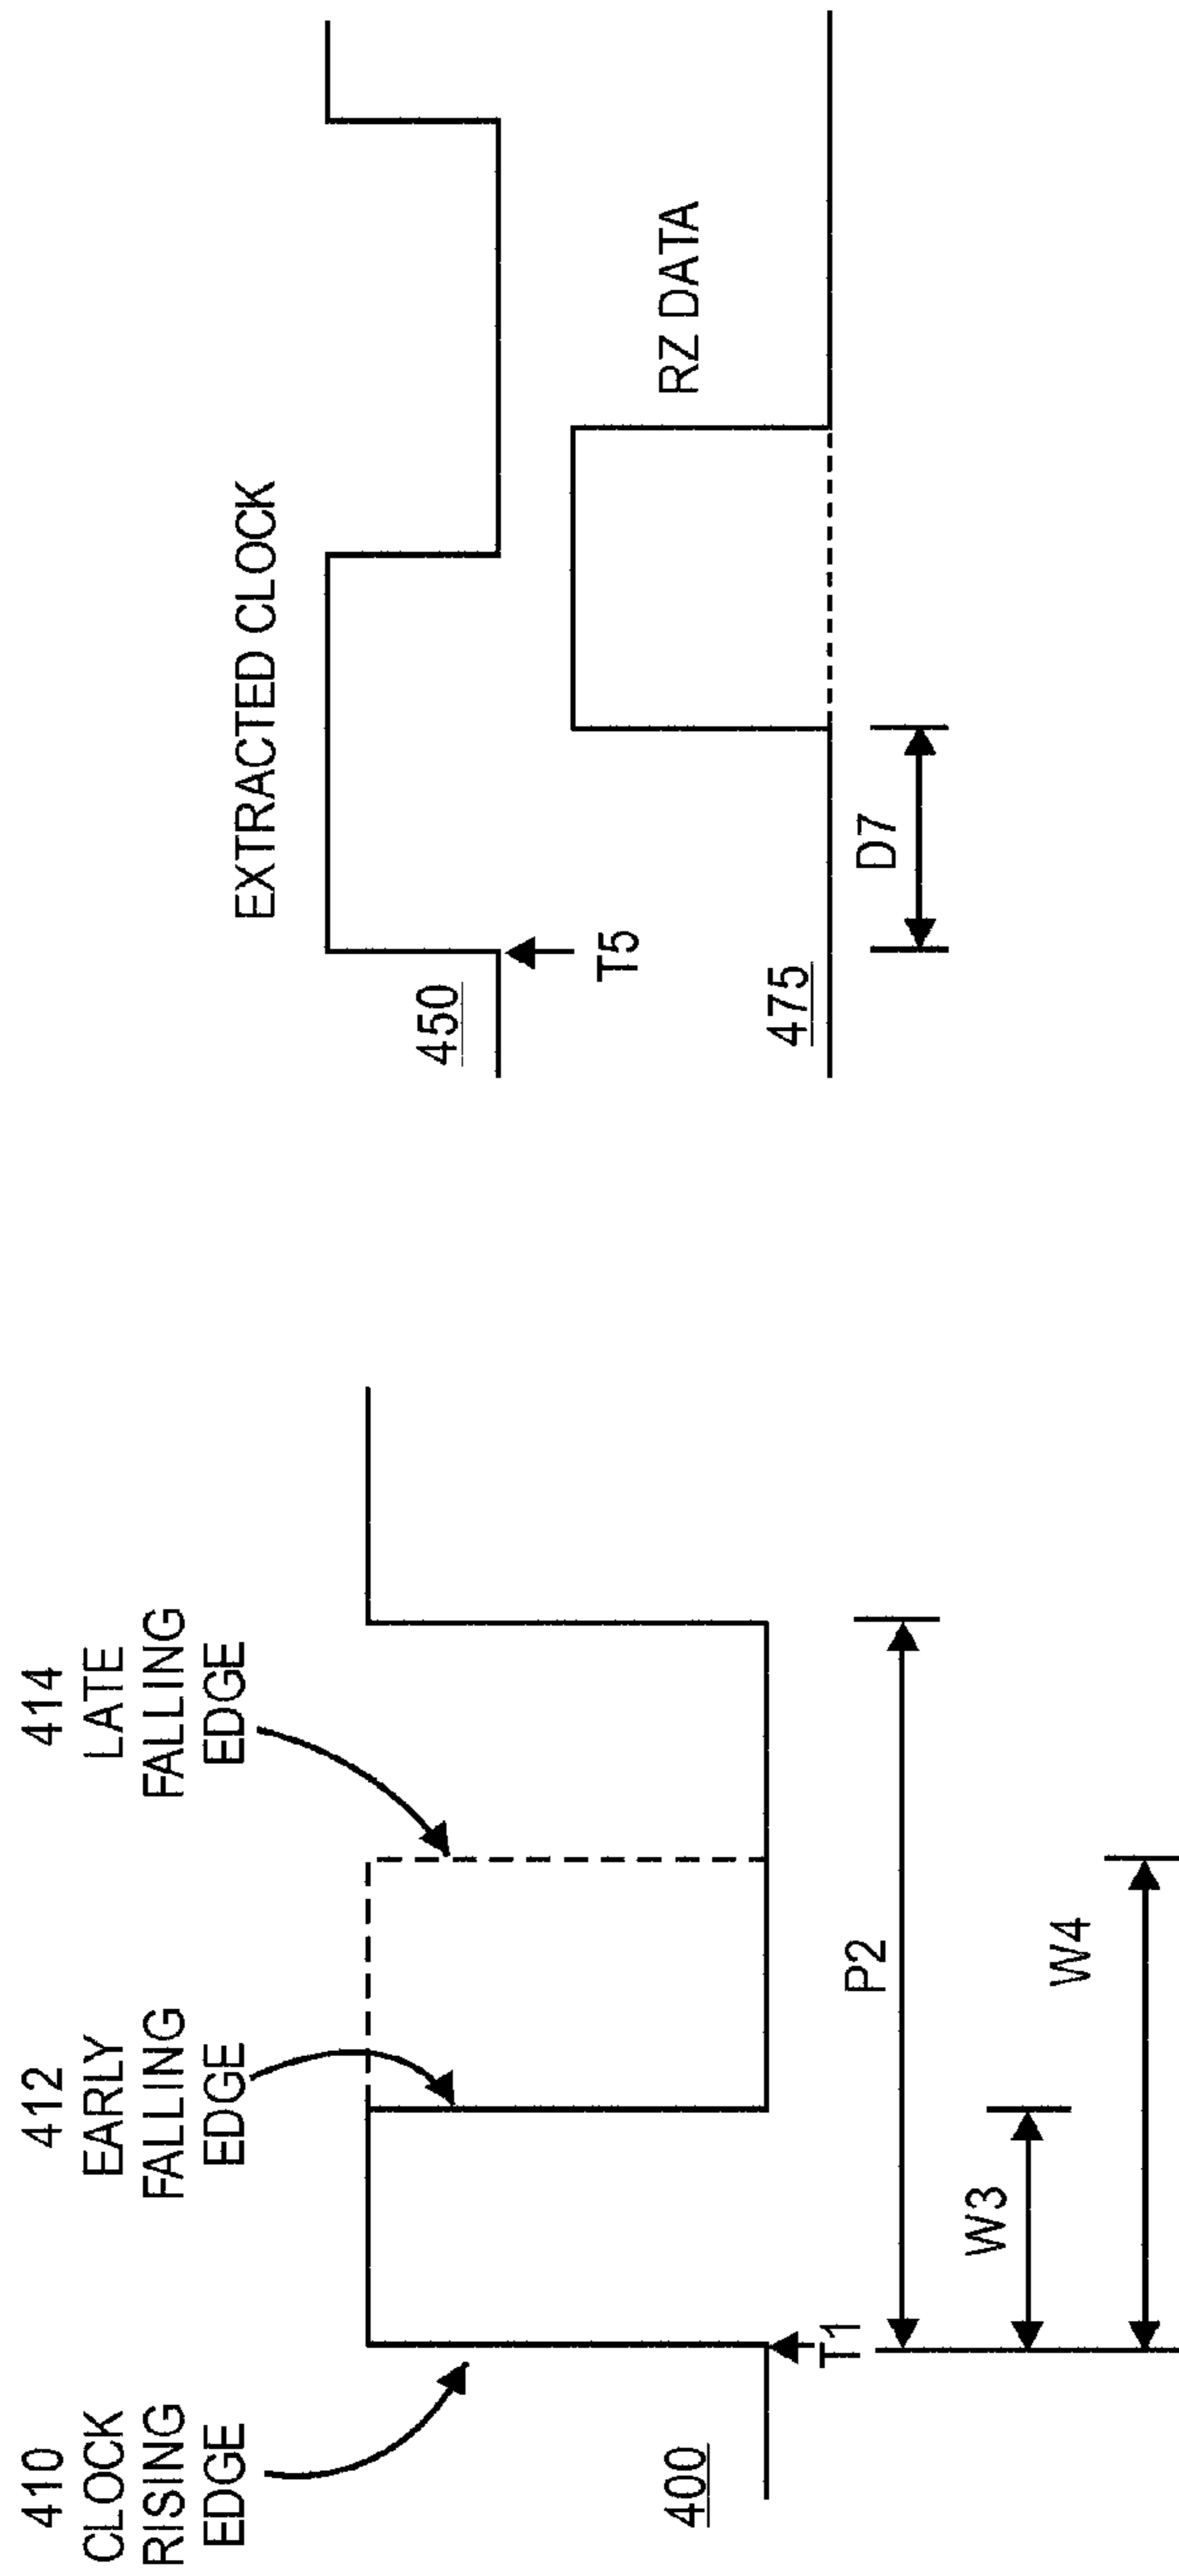 410
CLOCK
RISING
EDGE
412
EARLY
FALLING
EDGE
414
LATE
FALLING
EDGE
400
T1
P2
W3
W4
EXTRACTED CLOCK
450
T5
RZ DATA
475
D7